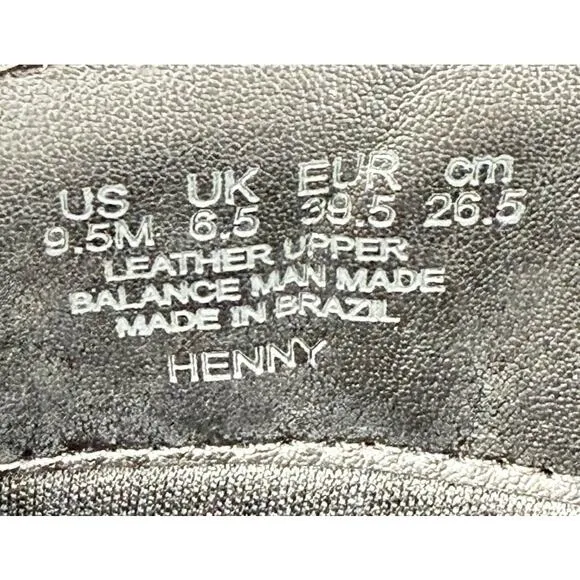 US UK EUR cm
9.5M 6.5 39.5 26.5
LEATHER UPPER
BALANCE MAN MADE
MADE IN BRAZIL
HENNY